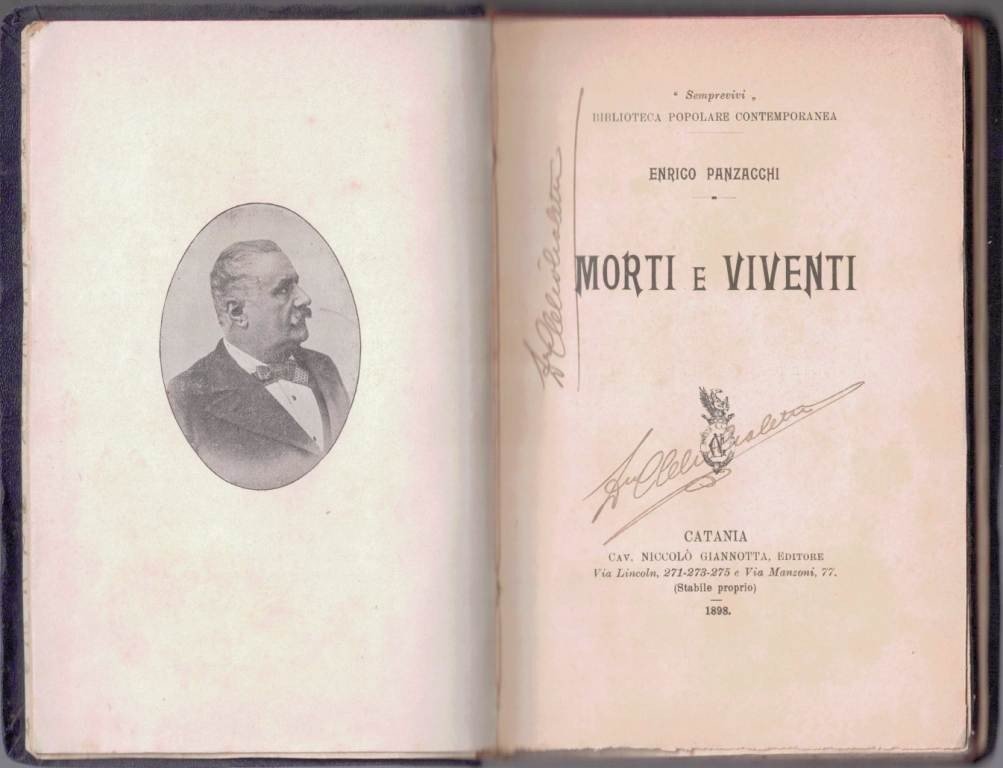 “ Semprevivi „
BIBLIOTECA POPOLARE CONTEMPORANEA
ENRICO PANZACCHI
MORTI E VIVENTI
CATANIA
CAV. NICCOLÒ GIANNOTTA, EDITORE
Via Lincoln, 271-273-275 e Via Manzoni, 77.
(Stabile proprio)
1898.